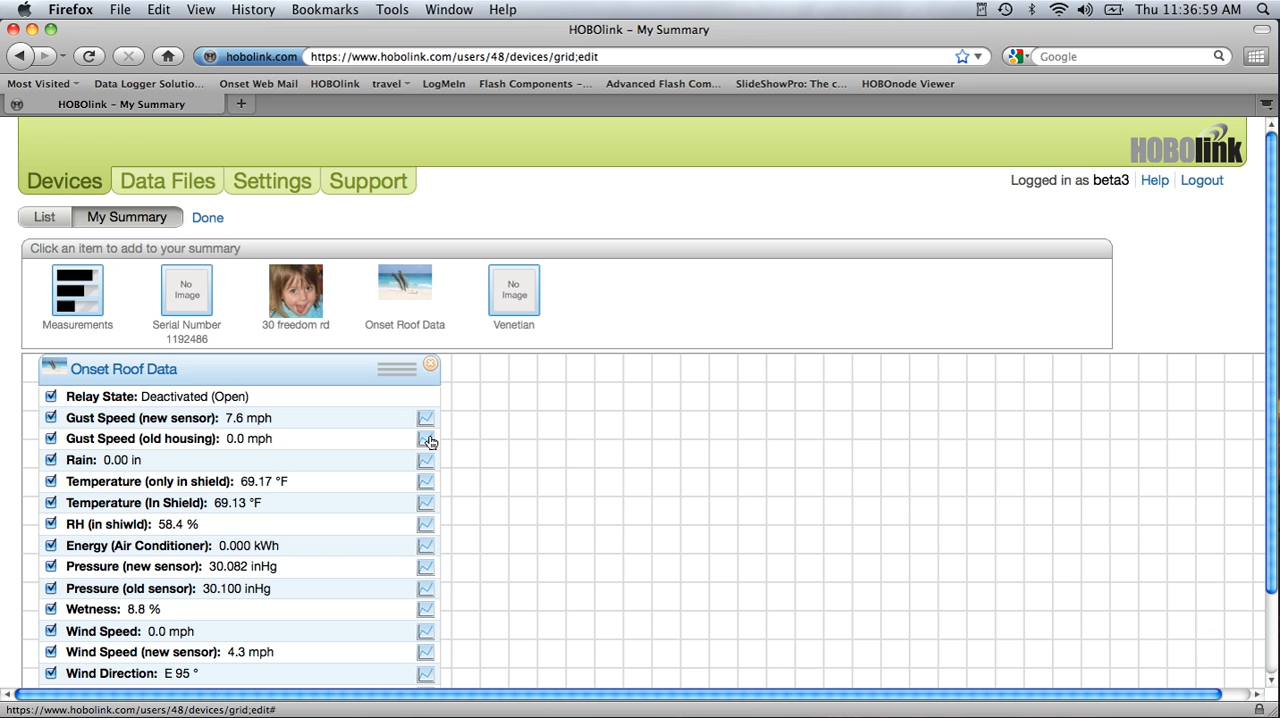 Firefox File Edit View History Bookmarks Tools Window Help Thu 11:36:59 AM
HOBOlink – My Summary
hobolink.com https://www.hobolink.com/users/48/devices/grid;edit Google
Most Visited Data Logger Solutio... Onset Web Mail HOBOlink travel LogMeIn Flash Components –... Advanced Flash Com... SlideShowPro: The c... HOBOnode Viewer
HOBOlink – My Summary +
HOBOlink
Devices Data Files Settings Support
Logged in as beta3 Help Logout
List My Summary Done
Click an item to add to your summary
No Image No Image
Measurements Serial Number 1192486 30 freedom rd Onset Roof Data Venetian
Onset Roof Data
Relay State: Deactivated (Open)
Gust Speed (new sensor): 7.6 mph
Gust Speed (old housing): 0.0 mph
Rain: 0.00 in
Temperature (only in shield): 69.17 °F
Temperature (In Shield): 69.13 °F
RH (in shiwld): 58.4 %
Energy (Air Conditioner): 0.000 kWh
Pressure (new sensor): 30.082 inHg
Pressure (old sensor): 30.100 inHg
Wetness: 8.8 %
Wind Speed: 0.0 mph
Wind Speed (new sensor): 4.3 mph
Wind Direction: E 95 °
https://www.hobolink.com/users/48/devices/grid;edit#